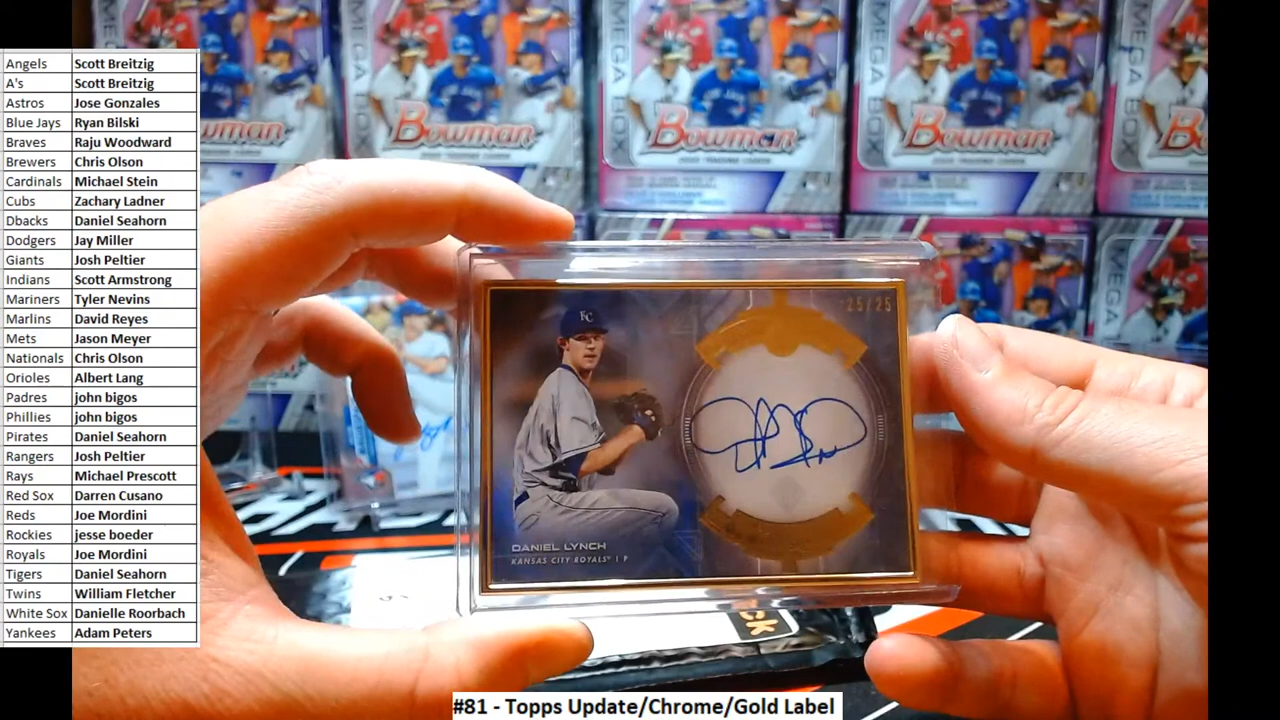 Angels Scott Breitzig
A's Scott Breitzig
Astros Jose Gonzales
Blue Jays Ryan Bilski
Braves Raju Woodward
Brewers Chris Olson
Cardinals Michael Stein
Cubs Zachary Ladner
Dbacks Daniel Seahorn
Dodgers Jay Miller
Giants Josh Peltier
Indians Scott Armstrong
Mariners Tyler Nevins
Marlins David Reyes
Mets Jason Meyer
Nationals Chris Olson
Orioles Albert Lang
Padres john bigos
Phillies john bigos
Pirates Daniel Seahorn
Rangers Josh Peltier
Rays Michael Prescott
Red Sox Darren Cusano
Reds Joe Mordini
Rockies jesse boeder
Royals Joe Mordini
Tigers Daniel Seahorn
Twins William Fletcher
White Sox Danielle Roorbach
Yankees Adam Peters
MEGA BOX
Bowman
Bowman
Bowman
Bowman
MEGA BOX
25/25
KC
DANIEL LYNCH
KANSAS CITY ROYALS | P
#81 - Topps Update/Chrome/Gold Label